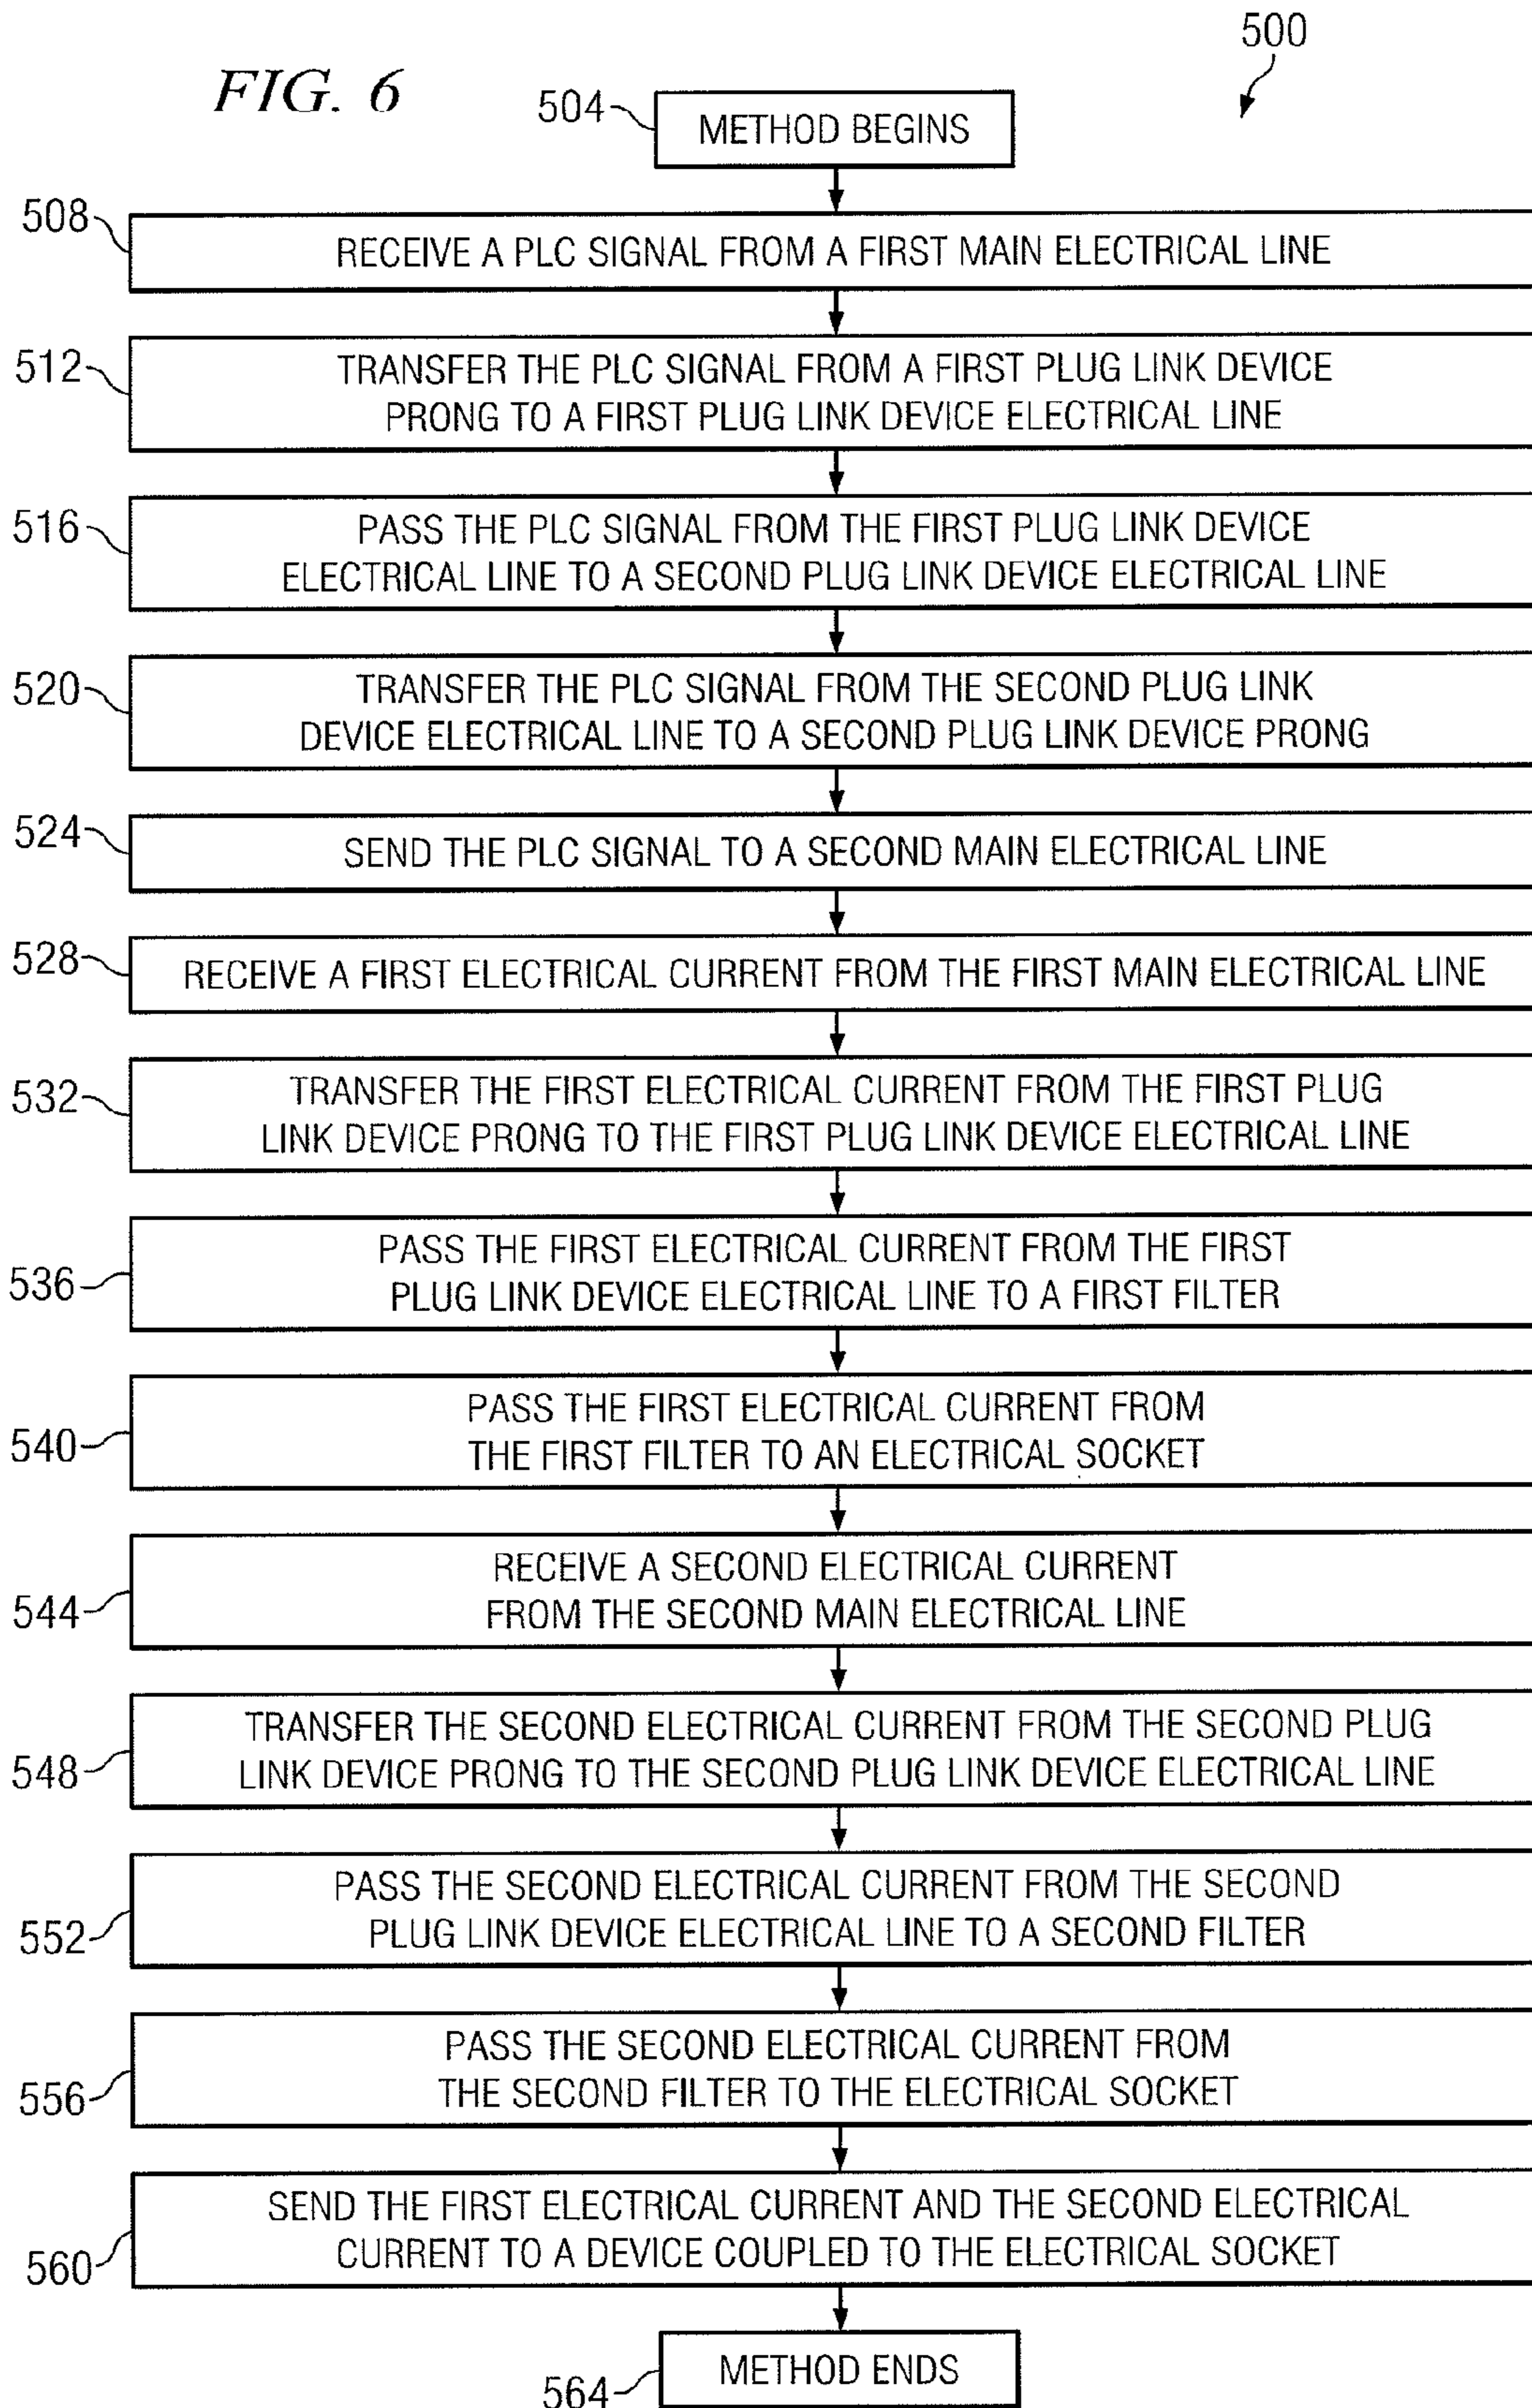 500
FIG. 6
504
METHOD BEGINS
508
RECEIVE A PLC SIGNAL FROM A FIRST MAIN ELECTRICAL LINE
512
TRANSFER THE PLC SIGNAL FROM A FIRST PLUG LINK DEVICE
PRONG TO A FIRST PLUG LINK DEVICE ELECTRICAL LINE
516
PASS THE PLC SIGNAL FROM THE FIRST PLUG LINK DEVICE
ELECTRICAL LINE TO A SECOND PLUG LINK DEVICE ELECTRICAL LINE
520
TRANSFER THE PLC SIGNAL FROM THE SECOND PLUG LINK
DEVICE ELECTRICAL LINE TO A SECOND PLUG LINK DEVICE PRONG
524
SEND THE PLC SIGNAL TO A SECOND MAIN ELECTRICAL LINE
528
RECEIVE A FIRST ELECTRICAL CURRENT FROM THE FIRST MAIN ELECTRICAL LINE
532
TRANSFER THE FIRST ELECTRICAL CURRENT FROM THE FIRST PLUG
LINK DEVICE PRONG TO THE FIRST PLUG LINK DEVICE ELECTRICAL LINE
536
PASS THE FIRST ELECTRICAL CURRENT FROM THE FIRST
PLUG LINK DEVICE ELECTRICAL LINE TO A FIRST FILTER
540
PASS THE FIRST ELECTRICAL CURRENT FROM
THE FIRST FILTER TO AN ELECTRICAL SOCKET
544
RECEIVE A SECOND ELECTRICAL CURRENT
FROM THE SECOND MAIN ELECTRICAL LINE
548
TRANSFER THE SECOND ELECTRICAL CURRENT FROM THE SECOND PLUG
LINK DEVICE PRONG TO THE SECOND PLUG LINK DEVICE ELECTRICAL LINE
552
PASS THE SECOND ELECTRICAL CURRENT FROM THE SECOND
PLUG LINK DEVICE ELECTRICAL LINE TO A SECOND FILTER
556
PASS THE SECOND ELECTRICAL CURRENT FROM
THE SECOND FILTER TO THE ELECTRICAL SOCKET
560
SEND THE FIRST ELECTRICAL CURRENT AND THE SECOND ELECTRICAL
CURRENT TO A DEVICE COUPLED TO THE ELECTRICAL SOCKET
564
METHOD ENDS